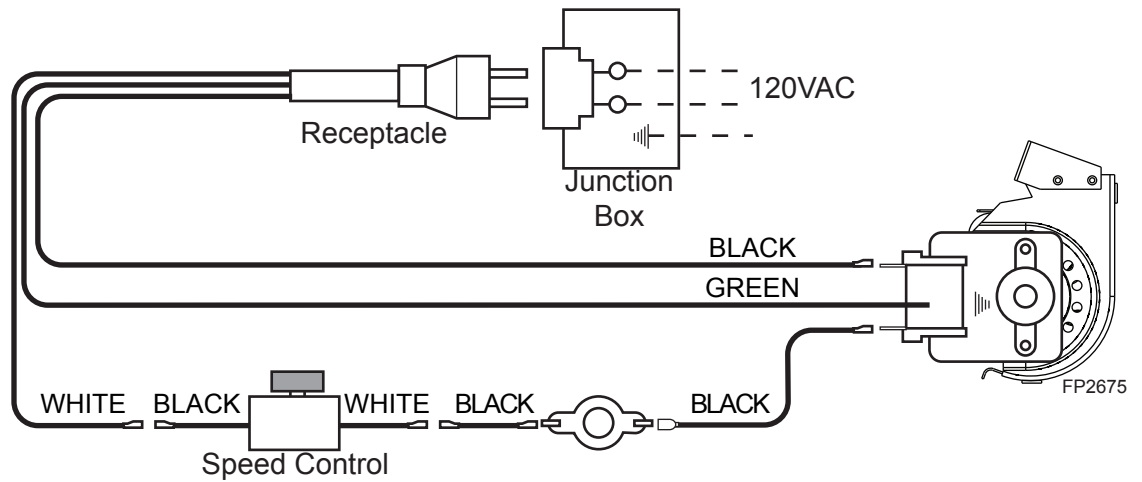 120VAC
Receptacle
Junction
Box
BLACK
GREEN
FP2675
WHITE
BLACK
WHITE
BLACK
BLACK
Speed Control